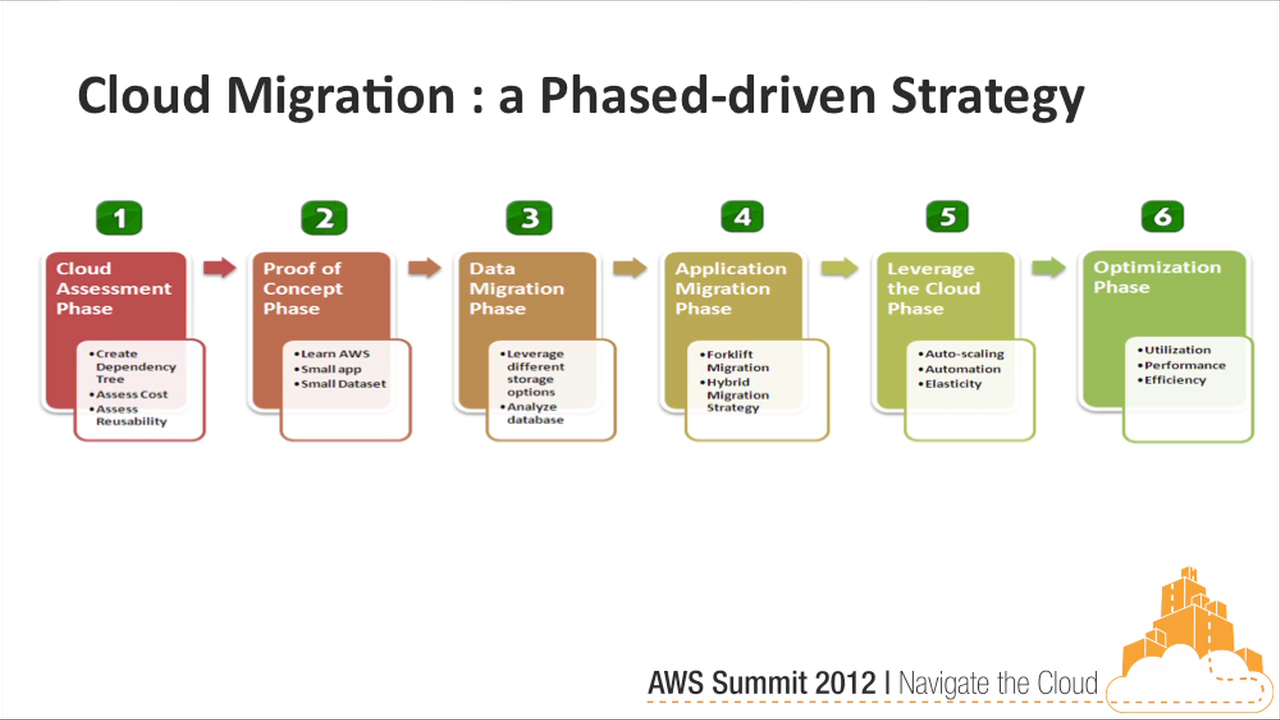 Cloud Migration : a Phased-driven Strategy
1
Cloud
Assessment
Phase
•Create
Dependency
Tree
•Assess Cost
•Assess
Reusability
2
Proof of
Concept
Phase
•Learn AWS
•Small app
•Small Dataset
3
Data
Migration
Phase
•Leverage
different
storage
options
•Analyze
database
4
Application
Migration
Phase
•Forklift
Migration
•Hybrid
Migration
Strategy
5
Leverage
the Cloud
Phase
•Auto-scaling
•Automation
•Elasticity
6
Optimization
Phase
•Utilization
•Performance
•Efficiency
AWS Summit 2012 | Navigate the Cloud